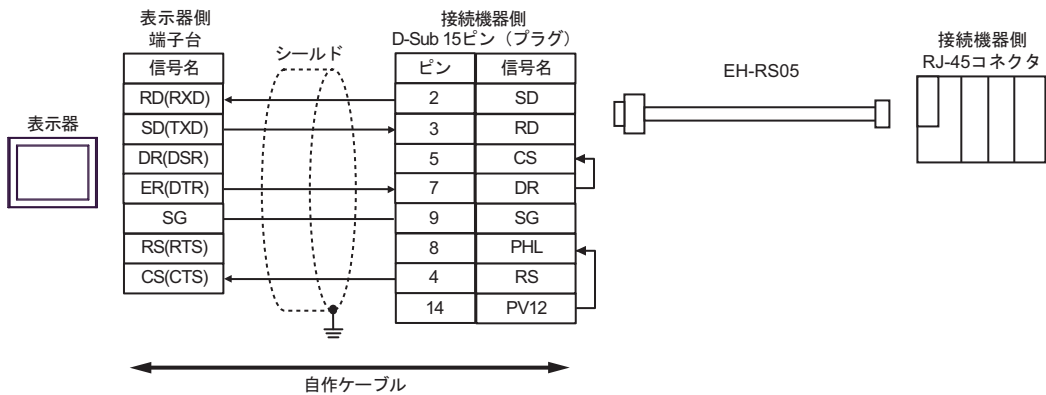 表示器側
端子台
接続機器側
D-Sub 15ピン（プラグ）
シールド
信号名
ピン
信号名
RD(RXD)
2
SD
SD(TXD)
3
RD
DR(DSR)
5
CS
ER(DTR)
7
DR
SG
9
SG
RS(RTS)
8
PHL
CS(CTS)
4
RS
14
PV12
表示器
自作ケーブル
EH-RS05
接続機器側
RJ-45コネクタ